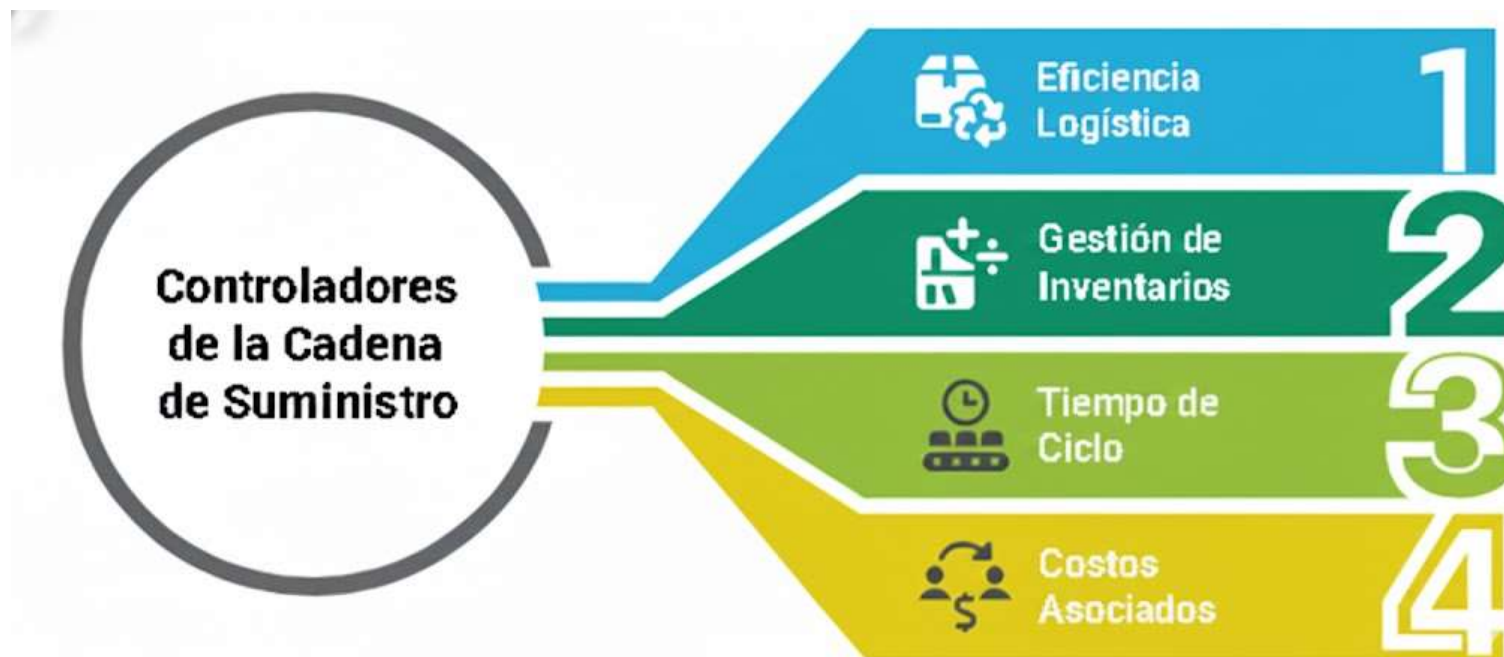 Controladores
de la Cadena
de Suministro
Eficiencia
Logística
1
Gestión de
Inventarios
2
Tiempo de
Ciclo
3
Costos
Asociados
4